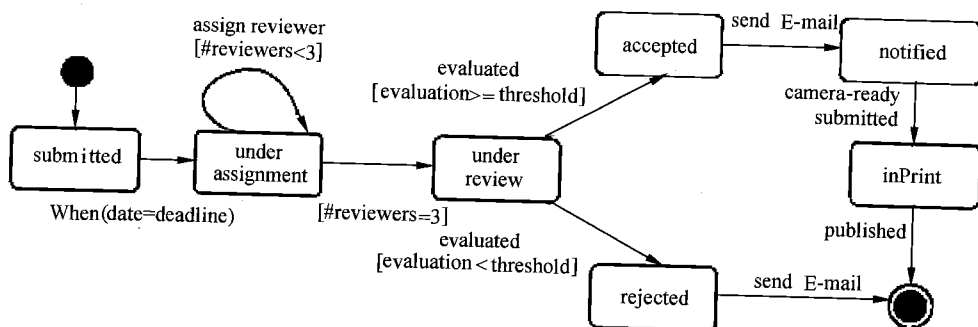 assign reviewer
[#reviewers<3]
submitted
When(date=deadline)
under
assignment
[#reviewers=3]
under
review
evaluated
[evaluation>=threshold]
accepted
send E-mail
notified
camera-ready
submitted
inPrint
published
evaluated
[evaluation<threshold]
rejected
send E-mail